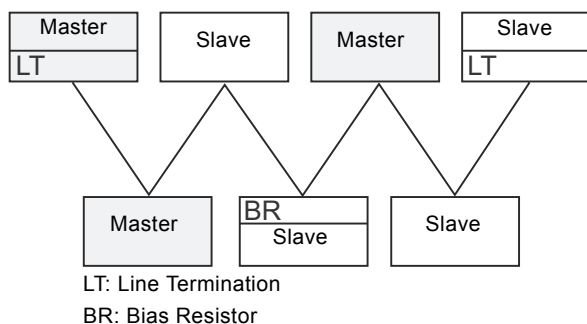 Master
LT
Slave
Master
Slave
LT
Master
BR
Slave
Slave
LT: Line Termination
BR: Bias Resistor